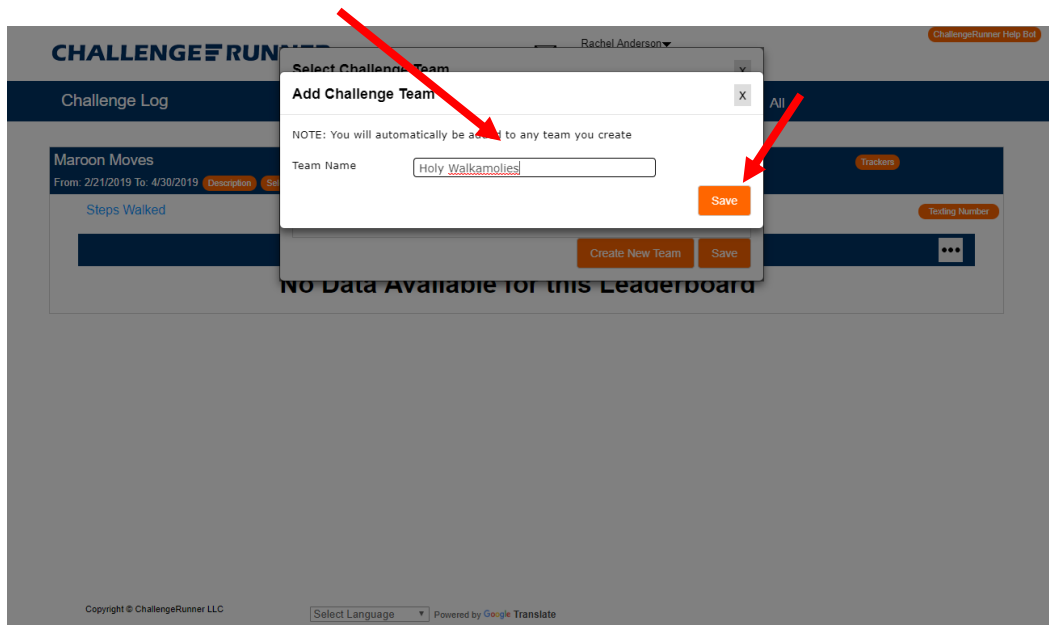 ChallengeRunner Help Bot
CHALLENGE RUN
Rachel Anderson
Select Challenge Team
x
Add Challenge Team
X
Challenge Log
All
NOTE: You will automatically be added to any team you create
Maroon Moves
Trackers
Team Name
Holy Walkamolies
From: 2/21/2019 To: 4/30/2019
Description
Save
Steps Walked
Texting Number
Create New Team
Save
•••
No Data Available for this Leaderboard
Copyright © ChallengeRunner LLC
Select Language
Powered by Google Translate